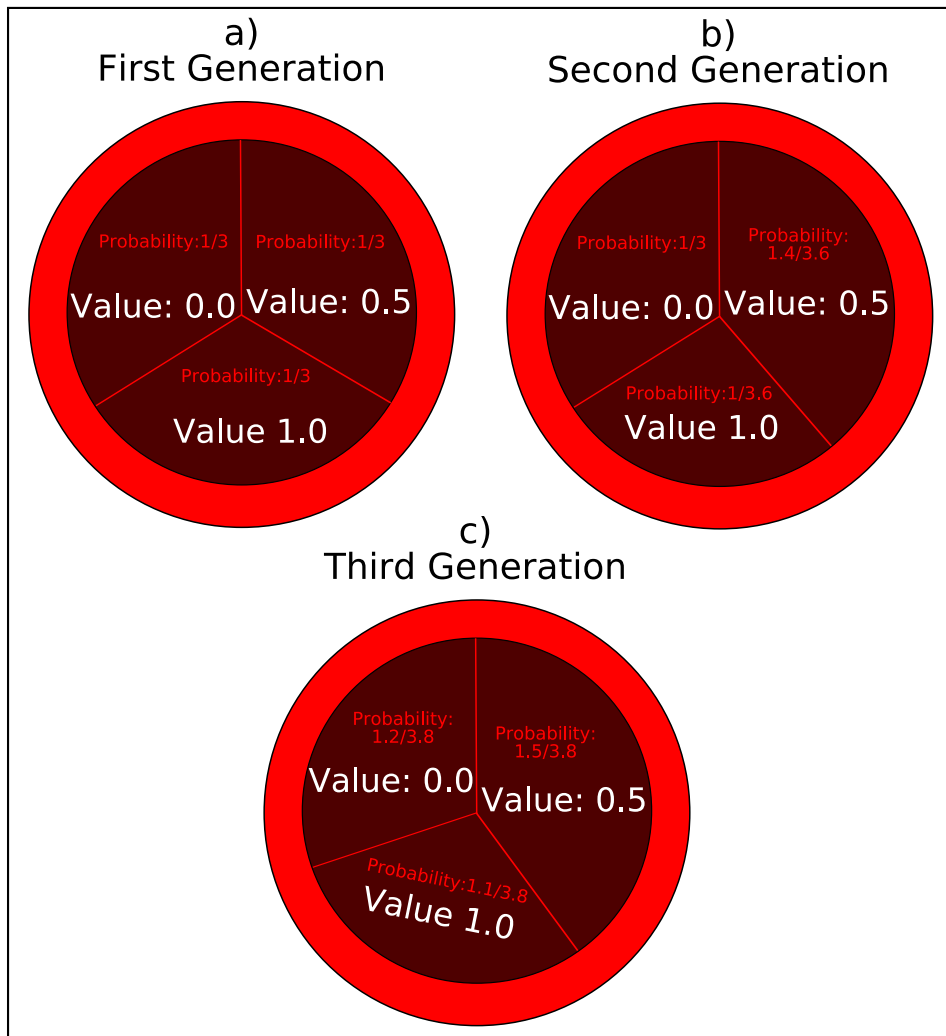 a)
First Generation
Probability:1/3
Probability:1/3
Value: 0.0
Value: 0.5
Probability:1/3
Value 1.0
b)
Second Generation
Probability:1/3
Probability:
1.4/3.6
Value: 0.0
Value: 0.5
Probability:1/3.6
Value 1.0
c)
Third Generation
Probability:
1.2/3.8
Probability:
1.5/3.8
Value: 0.0
Value: 0.5
Probability:1.1/3.8
Value 1.0